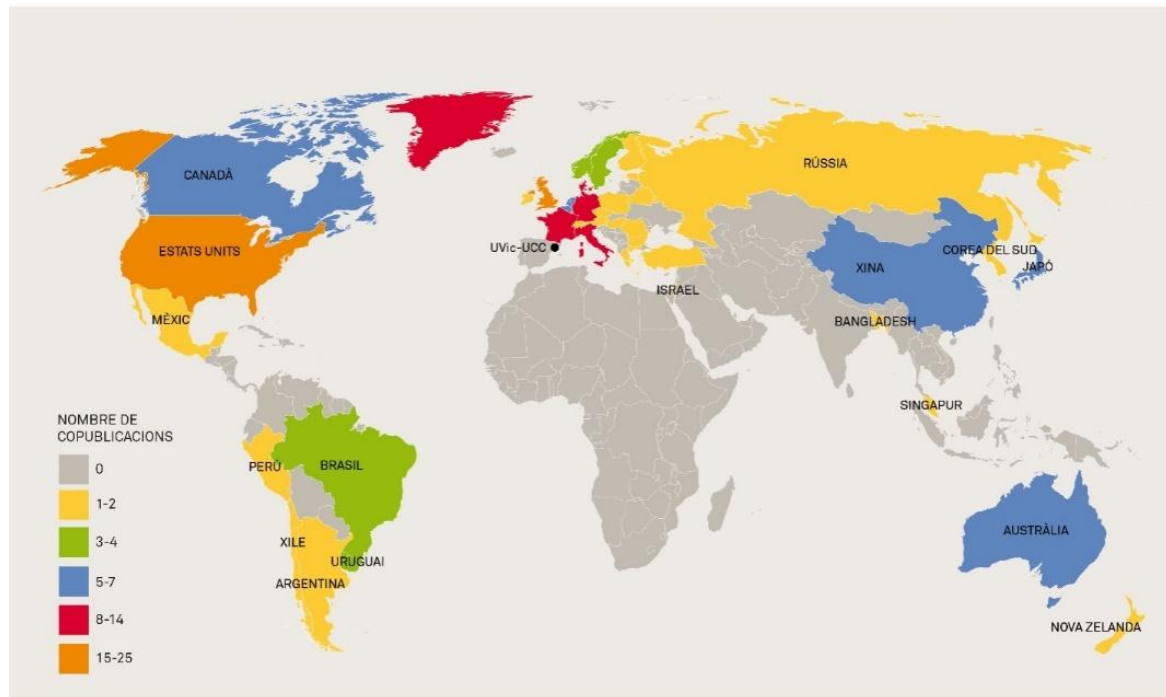 CANADÀ
RÚSSIA
ESTATS UNITS
UVic-UCC
COREA DEL SUD
XINA
JAPÓ
ISRAEL
MÈXIC
BANGLADESH
SINGAPUR
NOMBRE DE
COPUBLICACIONS
0
1-2
3-4
5-7
8-14
15-25
PERÚ
BRASIL
XILE
URUGUAI
ARGENTINA
AUSTRÀLIA
NOVA ZELANDA